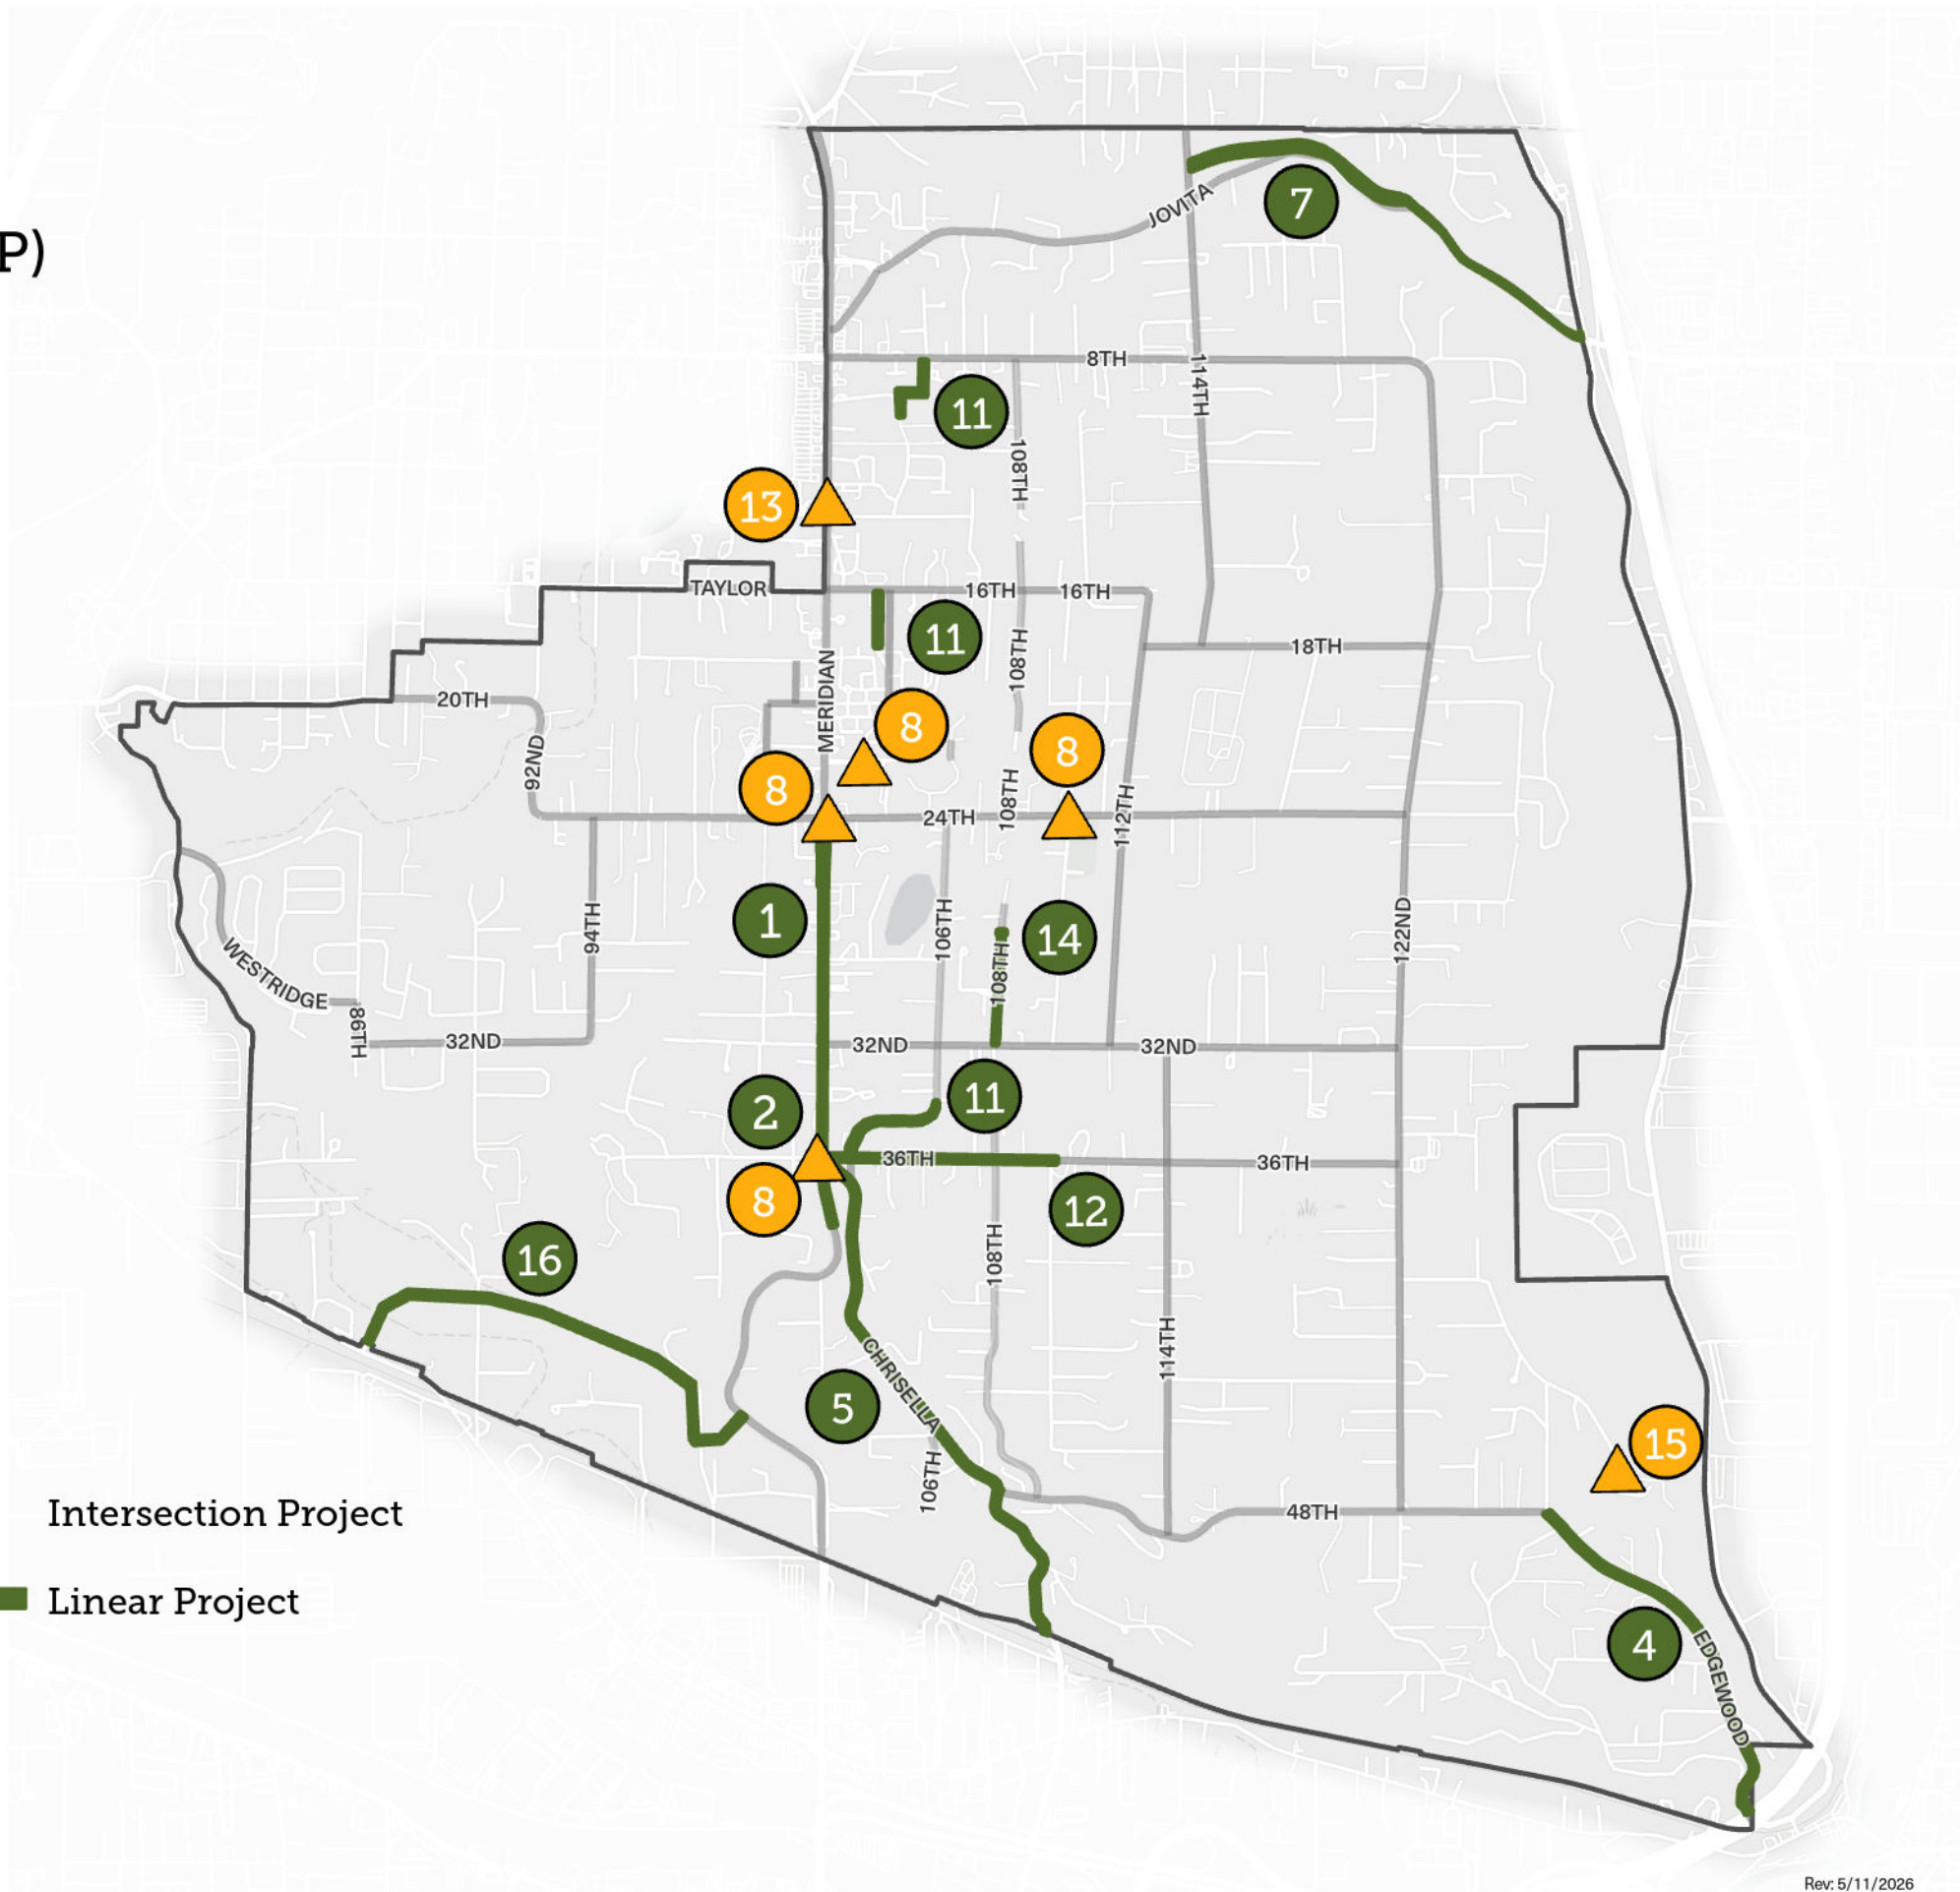 P)
JOVITA
7
8TH
114TH
11
108TH
13
TAYLOR
16TH
16TH
11
108TH
18TH
MERIDIAN
20TH
92ND
8
8
8
108TH
24TH
112TH
1
94TH
106TH
108TH
14
122ND
WESTRIDGE
86TH
32ND
32ND
32ND
2
11
36TH
36TH
8
12
108TH
16
114TH
CHRISELLA
5
106TH
15
48TH
Intersection Project
Linear Project
4
EDGEWOOD
Rev: 5/11/2026